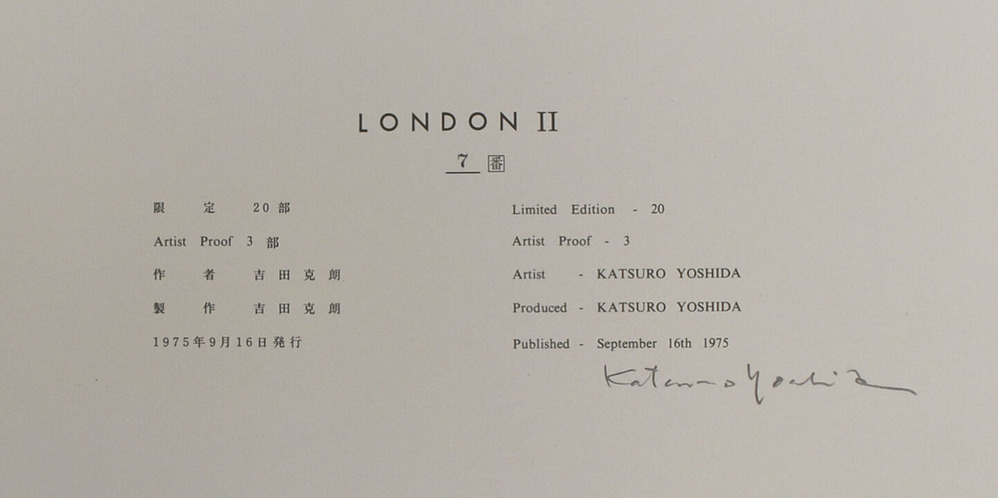 LONDON II
7 番
限 定 20 部
Artist Proof 3 部
作 者 吉 田 克 朗
製 作 吉 田 克 朗
1975年9月16日発行
Limited Edition - 20
Artist Proof - 3
Artist - KATSURO YOSHIDA
Produced - KATSURO YOSHIDA
Published - September 16th 1975
Katsuro Yoshida